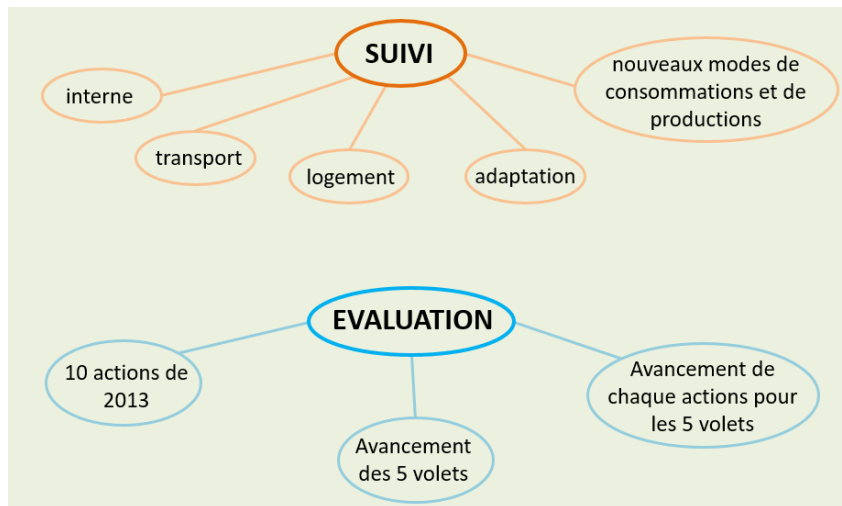 SUIVI
interne
transport
logement
adaptation
nouveaux modes de
consommations et de
productions
EVALUATION
10 actions de
2013
Avancement
des 5 volets
Avancement de
chaque actions pour
les 5 volets